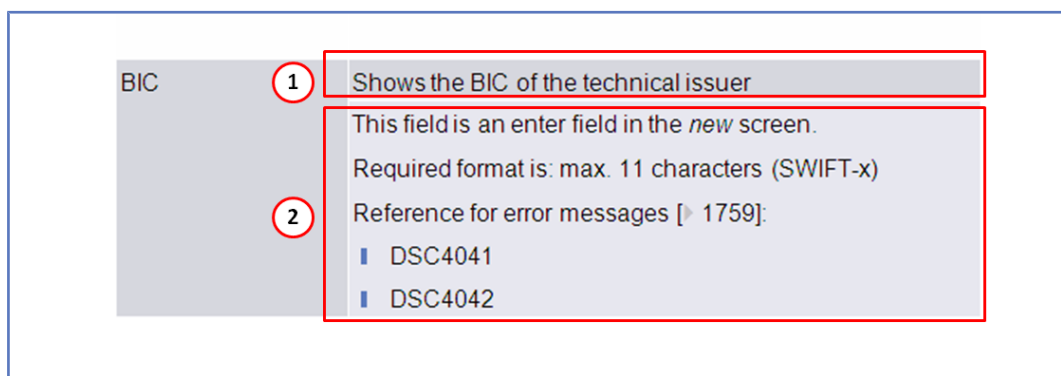 BIC
1
Shows the BIC of the technical issuer
This field is an enter field in the new screen.
Required format is: max. 11 characters (SWIFT-x)
2
Reference for error messages [ 1759]:
DSC4041
DSC4042